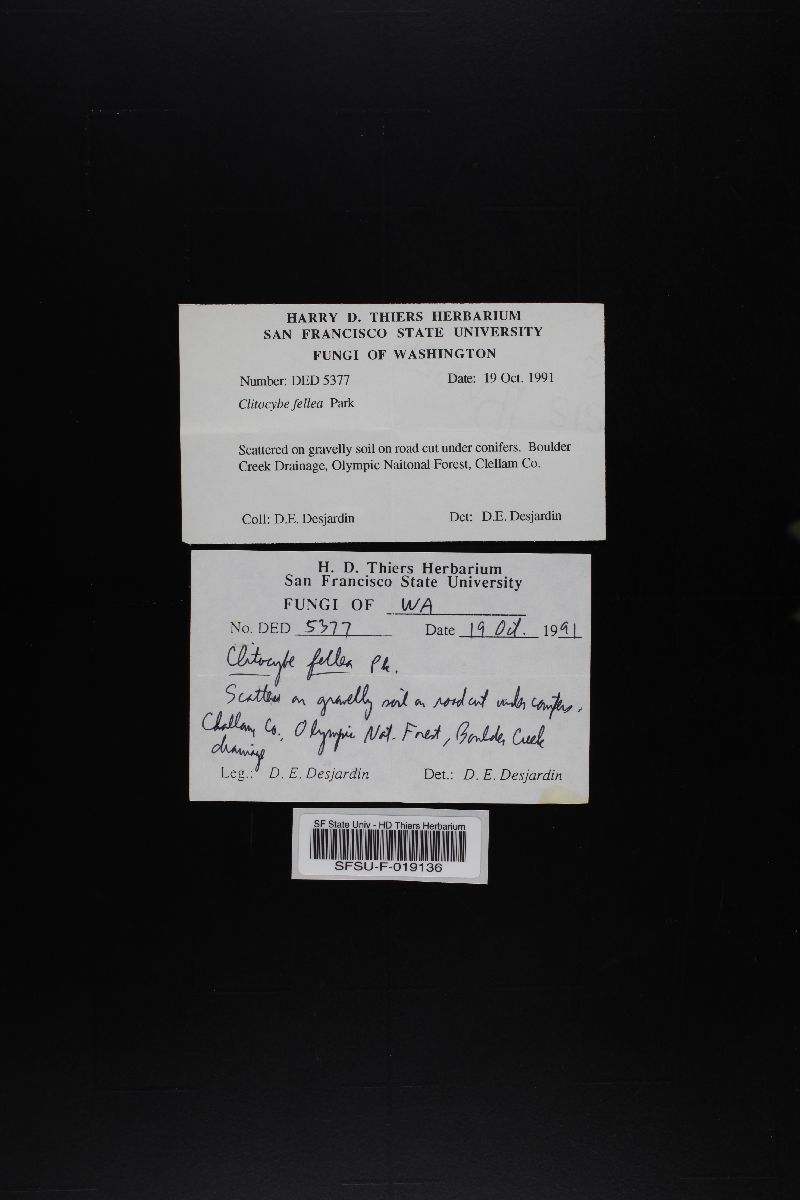 HARRY D. THIERS HERBARIUM
SAN FRANCISCO STATE UNIVERSITY
FUNGI OF WASHINGTON
Number: DED 5377 Date: 19 Oct. 1991
Clitocybe fellea Park
Scattered on gravelly soil on road cut under conifers. Boulder
Creek Drainage, Olympic Naitonal Forest, Clellam Co.
Coll: D.E. Desjardin Det: D.E. Desjardin
H. D. Thiers Herbarium
San Francisco State University
FUNGI OF WA
No. DED 5377 Date 19 Oct. 1991
Clitocybe fellea Pk.
on gravelly soil on road cut under conifers.
Clallam Co., Olympic Nat. Forest, Boulder Creek
drainage
Leg.: D. E. Desjardin Det.: D. E. Desjardin
SF State Univ - HD Thiers Herbarium
SFSU-F-019136